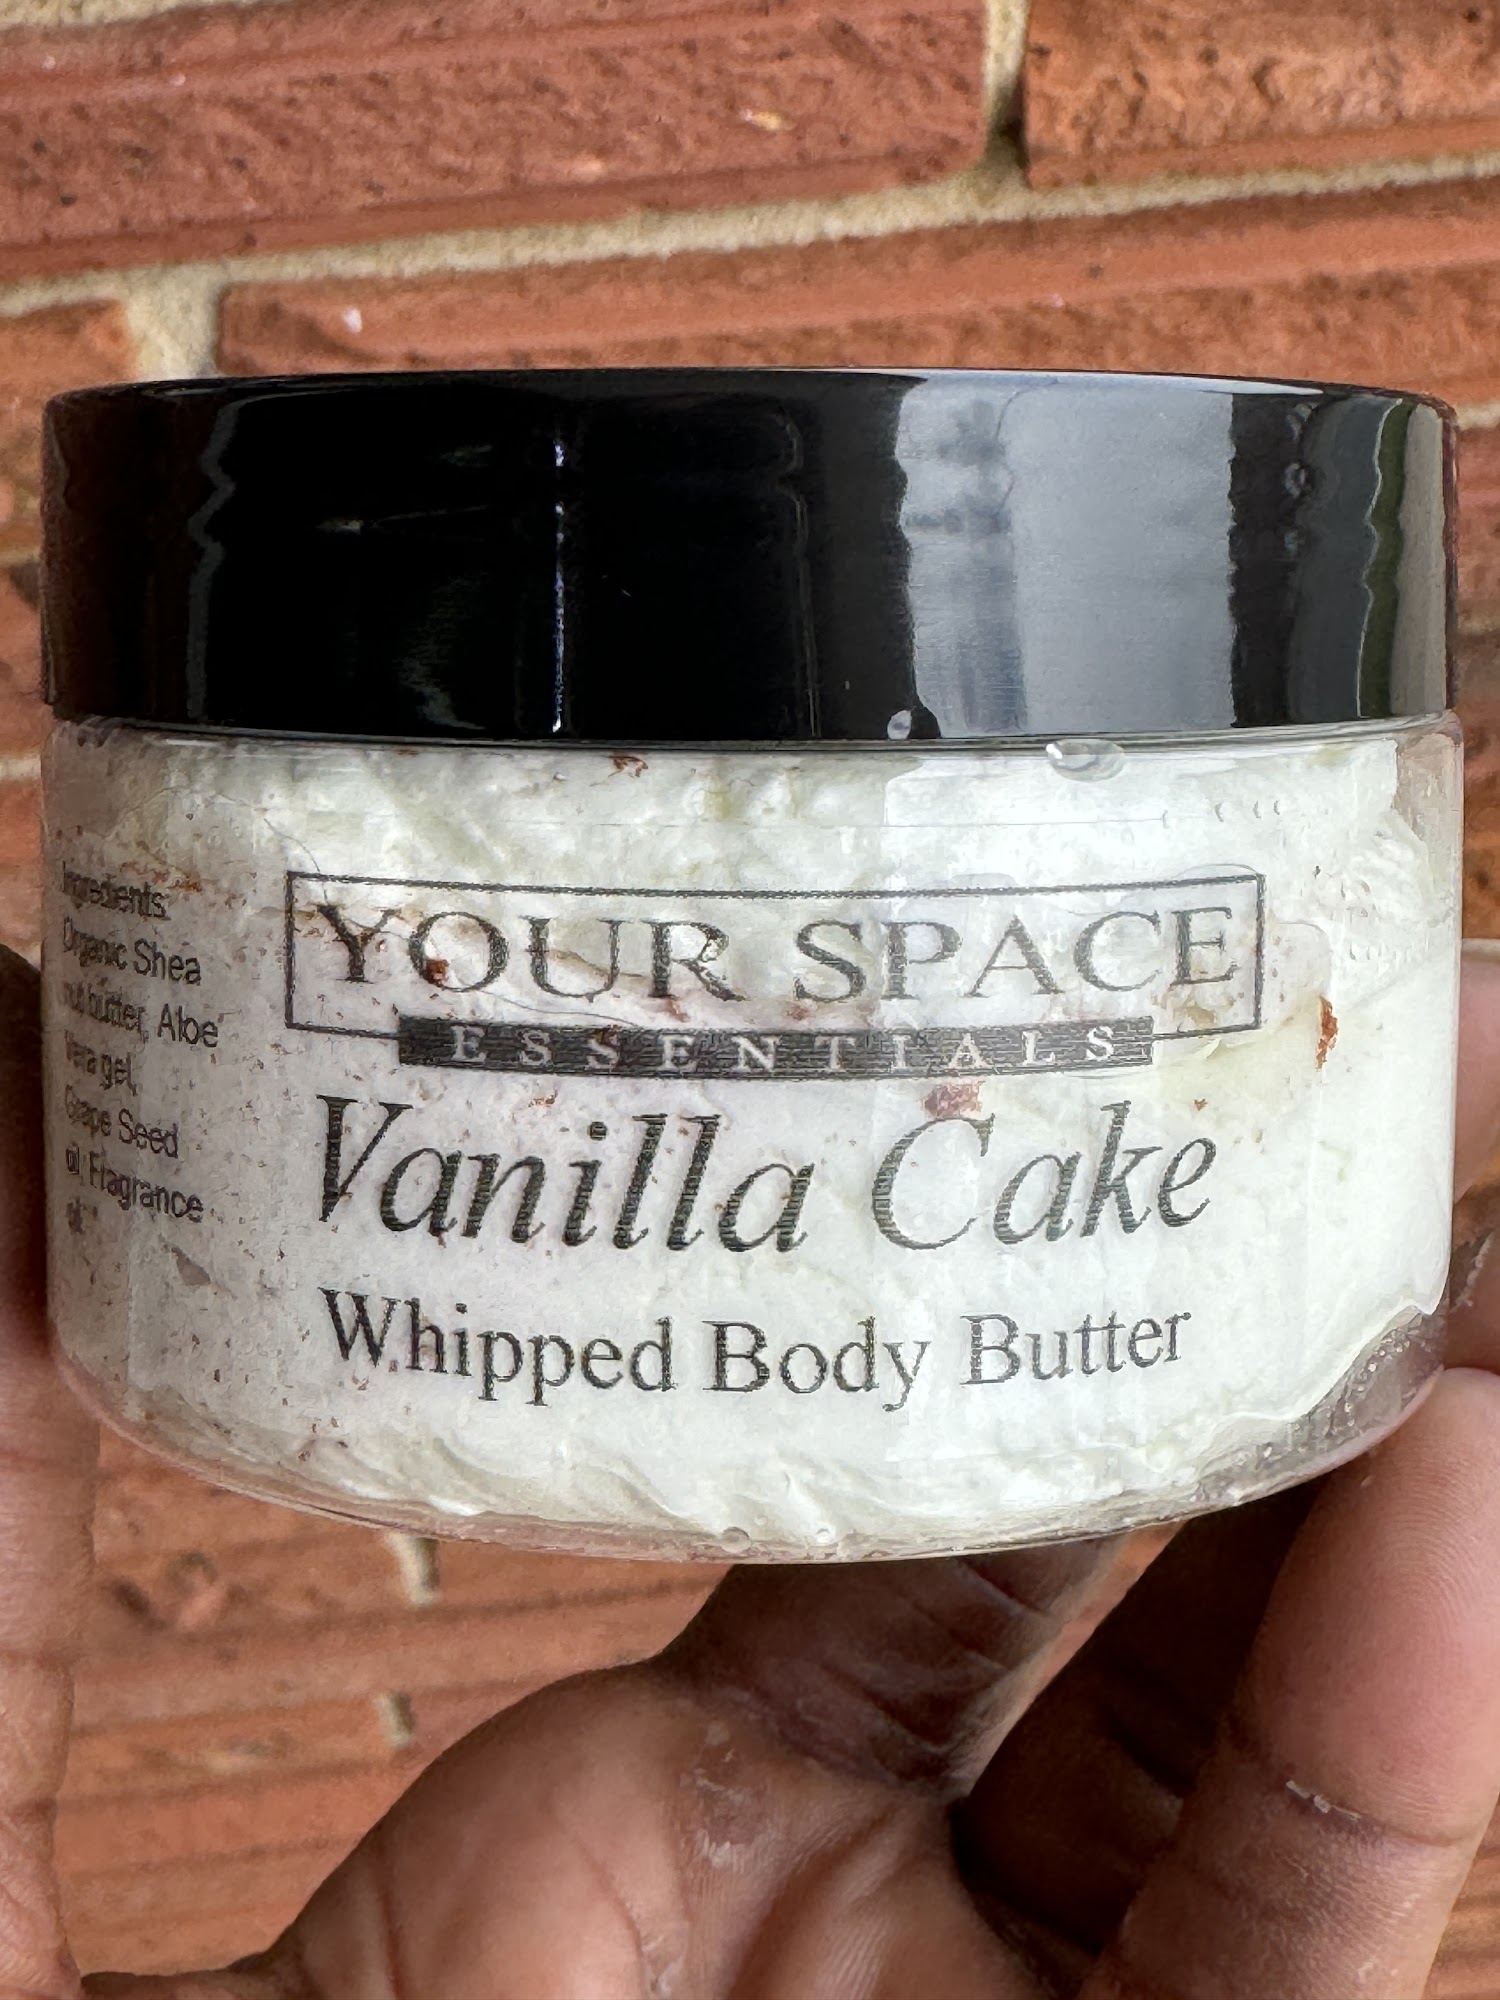 YOUR SPACE
ESSENTIALS
Vanilla Cake
Whipped Body Butter
Ingredients:
Organic Shea
nut butter, Aloe
Vera gel,
Grape Seed
oil, Fragrance
oil